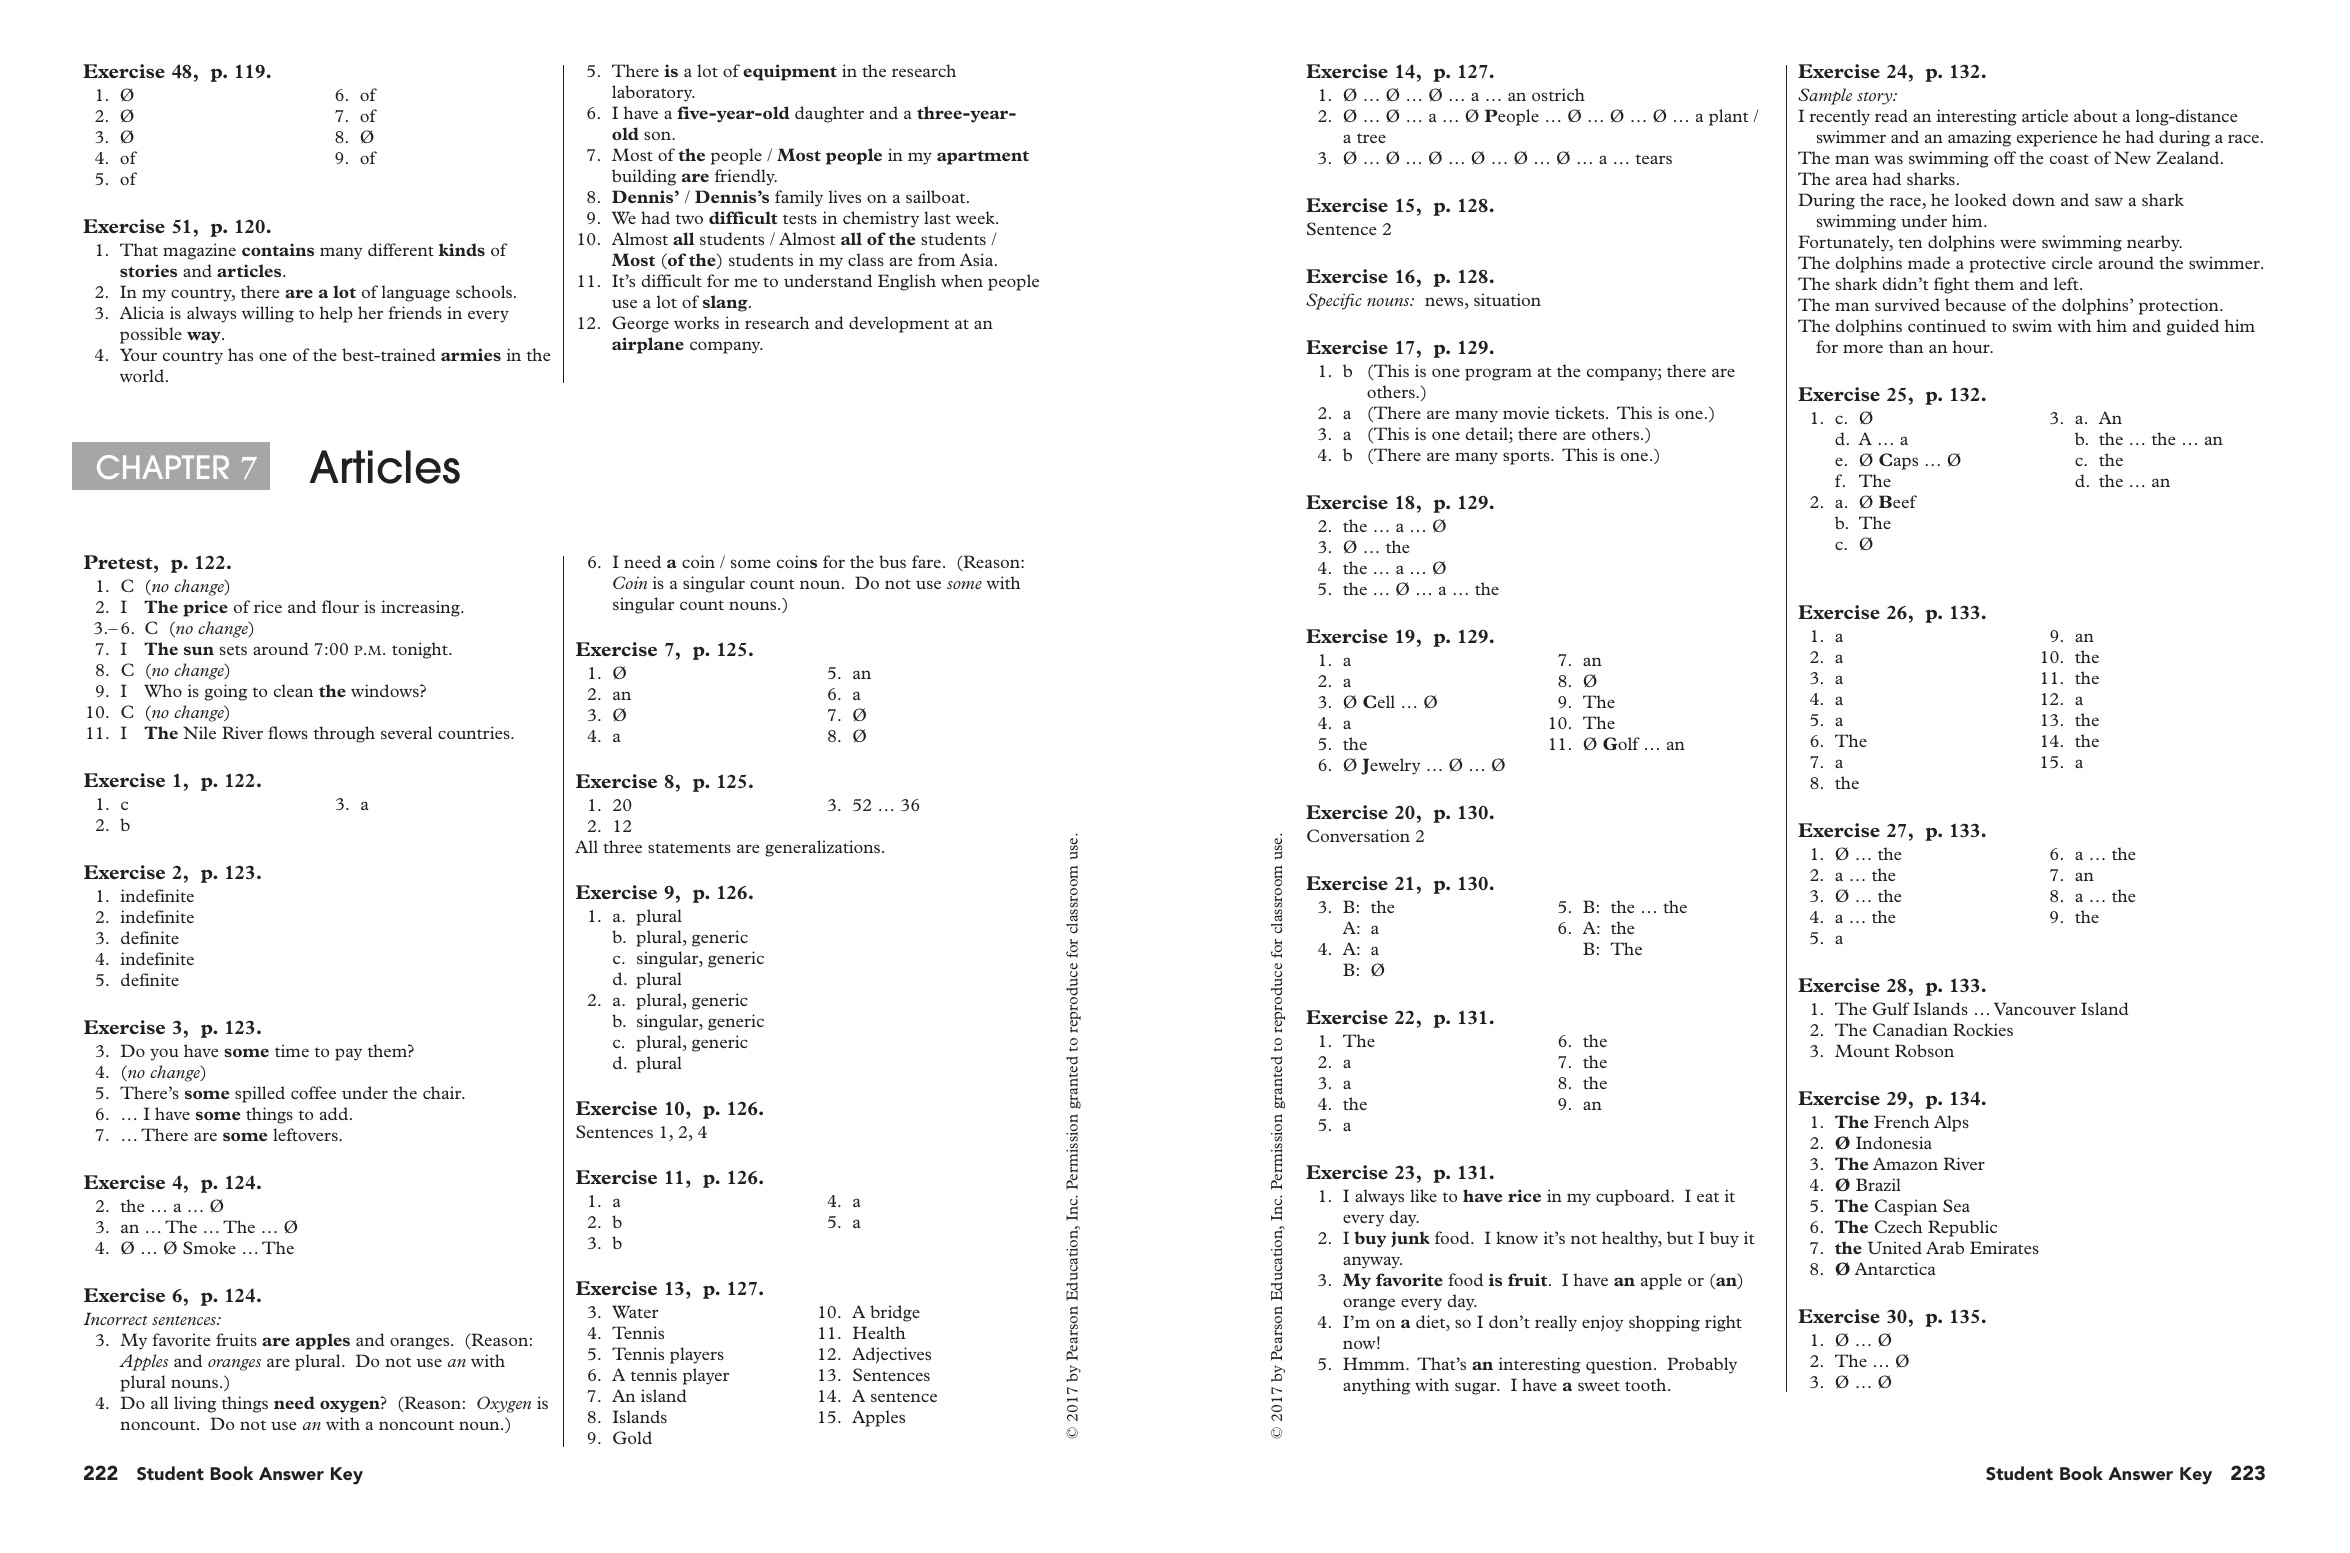 Exercise 48, p. 119.
1. Ø
2. Ø
3. Ø
4. of
5. of
6. of
7. of
8. Ø
9. of
Exercise 51, p. 120.
1. That magazine contains many different kinds of
stories and articles.
2. In my country, there are a lot of language schools.
3. Alicia is always willing to help her friends in every
possible way.
4. Your country has one of the best-trained armies in the
world.
5. There is a lot of equipment in the research
laboratory.
6. I have a five-year-old daughter and a three-year-
old son.
7. Most of the people / Most people in my apartment
building are friendly.
8. Dennis’ / Dennis’s family lives on a sailboat.
9. We had two difficult tests in chemistry last week.
10. Almost all students / Almost all of the students /
Most (of the) students in my class are from Asia.
11. It’s difficult for me to understand English when people
use a lot of slang.
12. George works in research and development at an
airplane company.
CHAPTER 7 Articles
Pretest, p. 122.
1. C (no change)
2. I The price of rice and flour is increasing.
3.–6. C (no change)
7. I The sun sets around 7:00 P.M. tonight.
8. C (no change)
9. I Who is going to clean the windows?
10. C (no change)
11. I The Nile River flows through several countries.
Exercise 1, p. 122.
1. c
2. b
3. a
Exercise 2, p. 123.
1. indefinite
2. indefinite
3. definite
4. indefinite
5. definite
Exercise 3, p. 123.
3. Do you have some time to pay them?
4. (no change)
5. There’s some spilled coffee under the chair.
6. … I have some things to add.
7. … There are some leftovers.
Exercise 4, p. 124.
2. the … a … Ø
3. an … The … The … Ø
4. Ø … Ø Smoke … The
Exercise 6, p. 124.
Incorrect sentences:
3. My favorite fruits are apples and oranges. (Reason:
Apples and oranges are plural. Do not use an with
plural nouns.)
4. Do all living things need oxygen? (Reason: Oxygen is
noncount. Do not use an with a noncount noun.)
6. I need a coin / some coins for the bus fare. (Reason:
Coin is a singular count noun. Do not use some with
singular count nouns.)
Exercise 7, p. 125.
1. Ø
2. an
3. Ø
4. a
5. an
6. a
7. Ø
8. Ø
Exercise 8, p. 125.
1. 20
2. 12
3. 52 … 36
All three statements are generalizations.
Exercise 9, p. 126.
1. a. plural
b. plural, generic
c. singular, generic
d. plural
2. a. plural, generic
b. singular, generic
c. plural, generic
d. plural
Exercise 10, p. 126.
Sentences 1, 2, 4
Exercise 11, p. 126.
1. a
2. b
3. b
4. a
5. a
Exercise 13, p. 127.
3. Water
4. Tennis
5. Tennis players
6. A tennis player
7. An island
8. Islands
9. Gold
10. A bridge
11. Health
12. Adjectives
13. Sentences
14. A sentence
15. Apples
© 2017 by Pearson Education, Inc. Permission granted to reproduce for classroom use.
222 Student Book Answer Key
Exercise 14, p. 127.
1. Ø … Ø … Ø … a … an ostrich
2. Ø … Ø … a … Ø People … Ø … Ø … Ø … a plant /
a tree
3. Ø … Ø … Ø … Ø … Ø … Ø … a … tears
Exercise 15, p. 128.
Sentence 2
Exercise 16, p. 128.
Specific nouns: news, situation
Exercise 17, p. 129.
1. b (This is one program at the company; there are
others.)
2. a (There are many movie tickets. This is one.)
3. a (This is one detail; there are others.)
4. b (There are many sports. This is one.)
Exercise 18, p. 129.
2. the … a … Ø
3. Ø … the
4. the … a … Ø
5. the … Ø … a … the
Exercise 19, p. 129.
1. a
2. a
3. Ø Cell … Ø
4. a
5. the
6. Ø Jewelry … Ø … Ø
7. an
8. Ø
9. The
10. The
11. Ø Golf … an
Exercise 20, p. 130.
Conversation 2
Exercise 21, p. 130.
3. B: the
A: a
4. A: a
B: Ø
5. B: the … the
6. A: the
B: The
Exercise 22, p. 131.
1. The
2. a
3. a
4. the
5. a
6. the
7. the
8. the
9. an
Exercise 23, p. 131.
1. I always like to have rice in my cupboard. I eat it
every day.
2. I buy junk food. I know it’s not healthy, but I buy it
anyway.
3. My favorite food is fruit. I have an apple or (an)
orange every day.
4. I’m on a diet, so I don’t really enjoy shopping right
now!
5. Hmmm. That’s an interesting question. Probably
anything with sugar. I have a sweet tooth.
Exercise 24, p. 132.
Sample story:
I recently read an interesting article about a long-distance
swimmer and an amazing experience he had during a race.
The man was swimming off the coast of New Zealand.
The area had sharks.
During the race, he looked down and saw a shark
swimming under him.
Fortunately, ten dolphins were swimming nearby.
The dolphins made a protective circle around the swimmer.
The shark didn’t fight them and left.
The man survived because of the dolphins’ protection.
The dolphins continued to swim with him and guided him
for more than an hour.
Exercise 25, p. 132.
1. c. Ø
d. A … a
e. Ø Caps … Ø
f. The
2. a. Ø Beef
b. The
c. Ø
3. a. An
b. the … the … an
c. the
d. the … an
Exercise 26, p. 133.
1. a
2. a
3. a
4. a
5. a
6. The
7. a
8. the
9. an
10. the
11. the
12. a
13. the
14. the
15. a
Exercise 27, p. 133.
1. Ø … the
2. a … the
3. Ø … the
4. a … the
5. a
6. a … the
7. an
8. a … the
9. the
Exercise 28, p. 133.
1. The Gulf Islands … Vancouver Island
2. The Canadian Rockies
3. Mount Robson
Exercise 29, p. 134.
1. The French Alps
2. Ø Indonesia
3. The Amazon River
4. Ø Brazil
5. The Caspian Sea
6. The Czech Republic
7. the United Arab Emirates
8. Ø Antarctica
Exercise 30, p. 135.
1. Ø … Ø
2. The … Ø
3. Ø … Ø
© 2017 by Pearson Education, Inc. Permission granted to reproduce for classroom use.
Student Book Answer Key 223